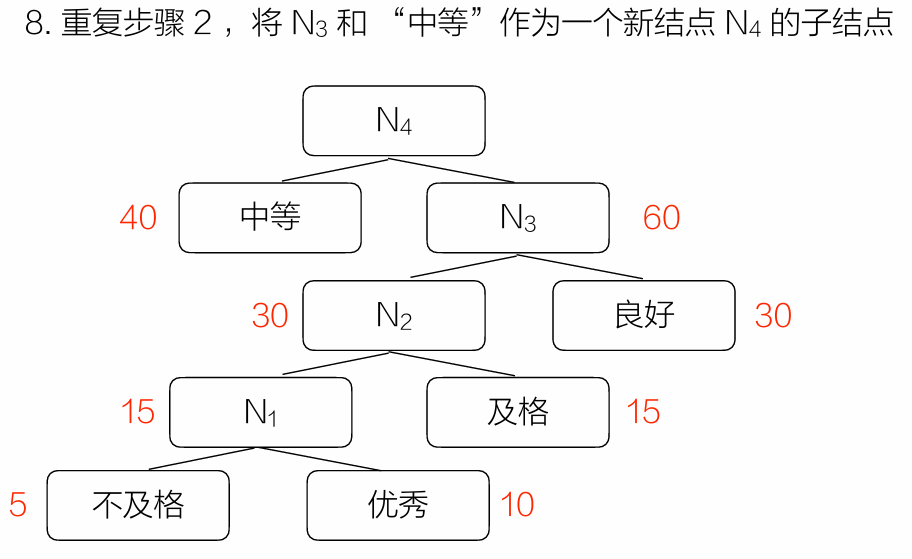 8. 重复步骤 2 ，将 N₃ 和 “中等”作为一个新结点 N₄ 的子结点
N₄
40 中等 N₃ 60
30 N₂ 良好 30
15 N₁ 及格 15
5 不及格 优秀 10